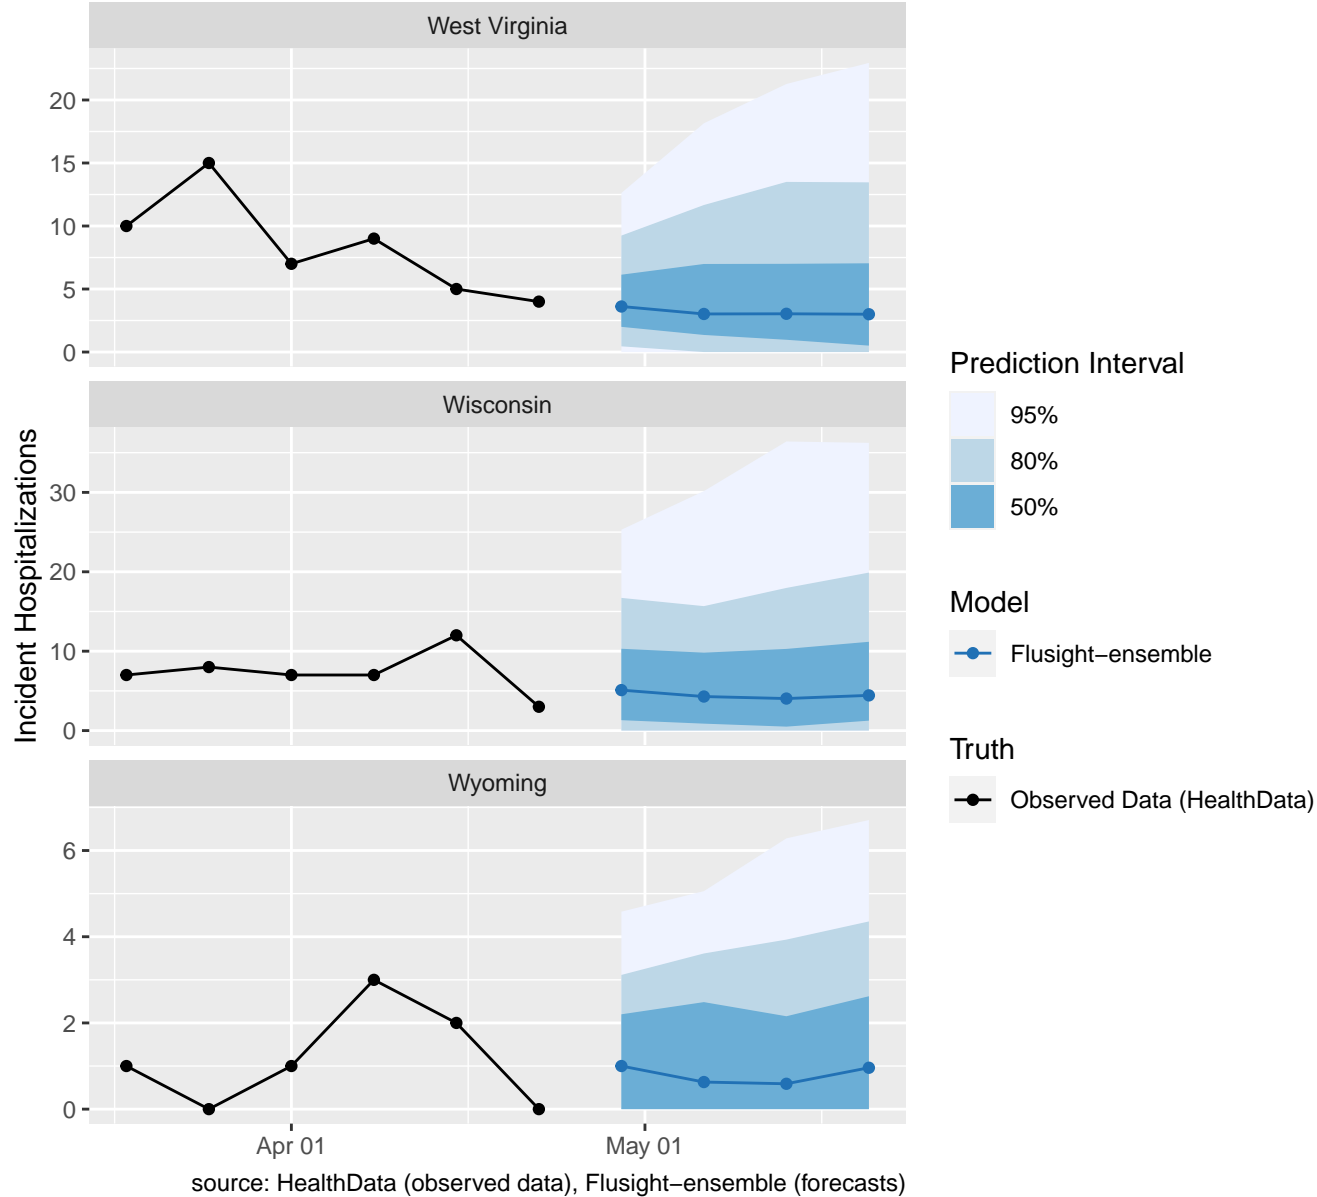 West Virginia
20
15
10
5
0
Wisconsin
30
20
10
0
Wyoming
6
4
2
0
Apr 01
May 01
Incident Hospitalizations
source: HealthData (observed data), Flusight−ensemble (forecasts)
Prediction Interval
95%
80%
50%
Model
Flusight−ensemble
Truth
Observed Data (HealthData)